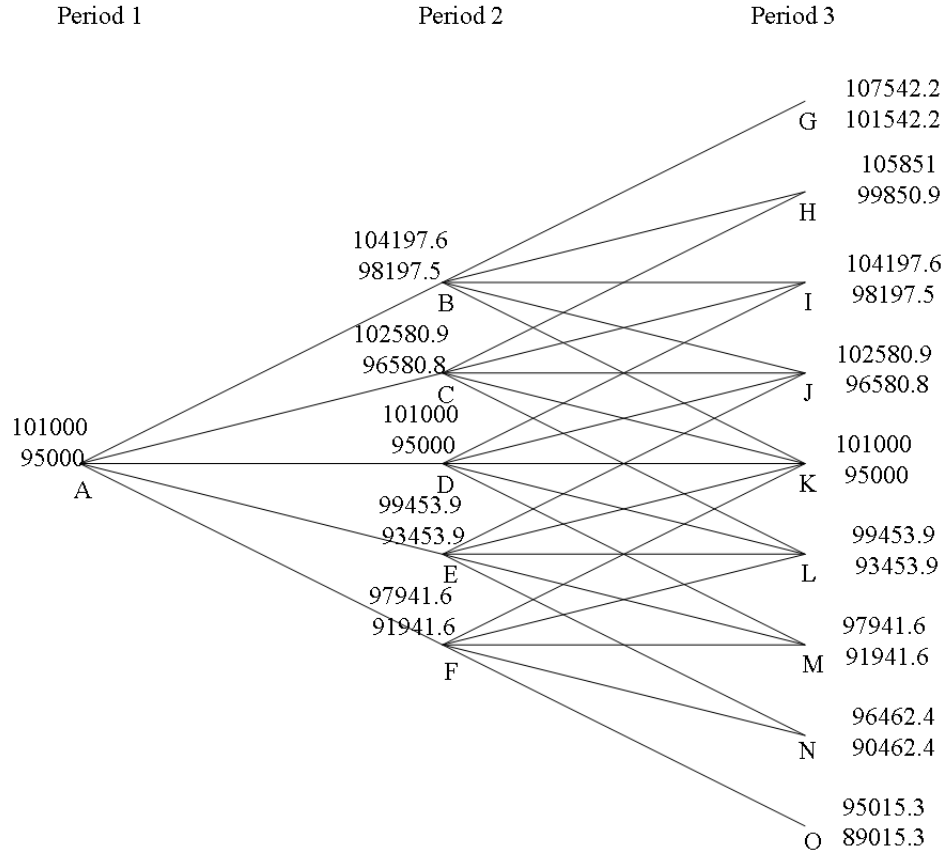 Period 1
Period 2
Period 3
107542.2
G
101542.2
105851
99850.9
H
104197.6
98197.5
B
104197.6
98197.5
I
102580.9
96580.8
C
102580.9
96580.8
J
101000
95000
A
101000
95000
D
101000
95000
K
99453.9
93453.9
E
99453.9
93453.9
L
97941.6
91941.6
F
97941.6
91941.6
M
96462.4
90462.4
N
95015.3
89015.3
O